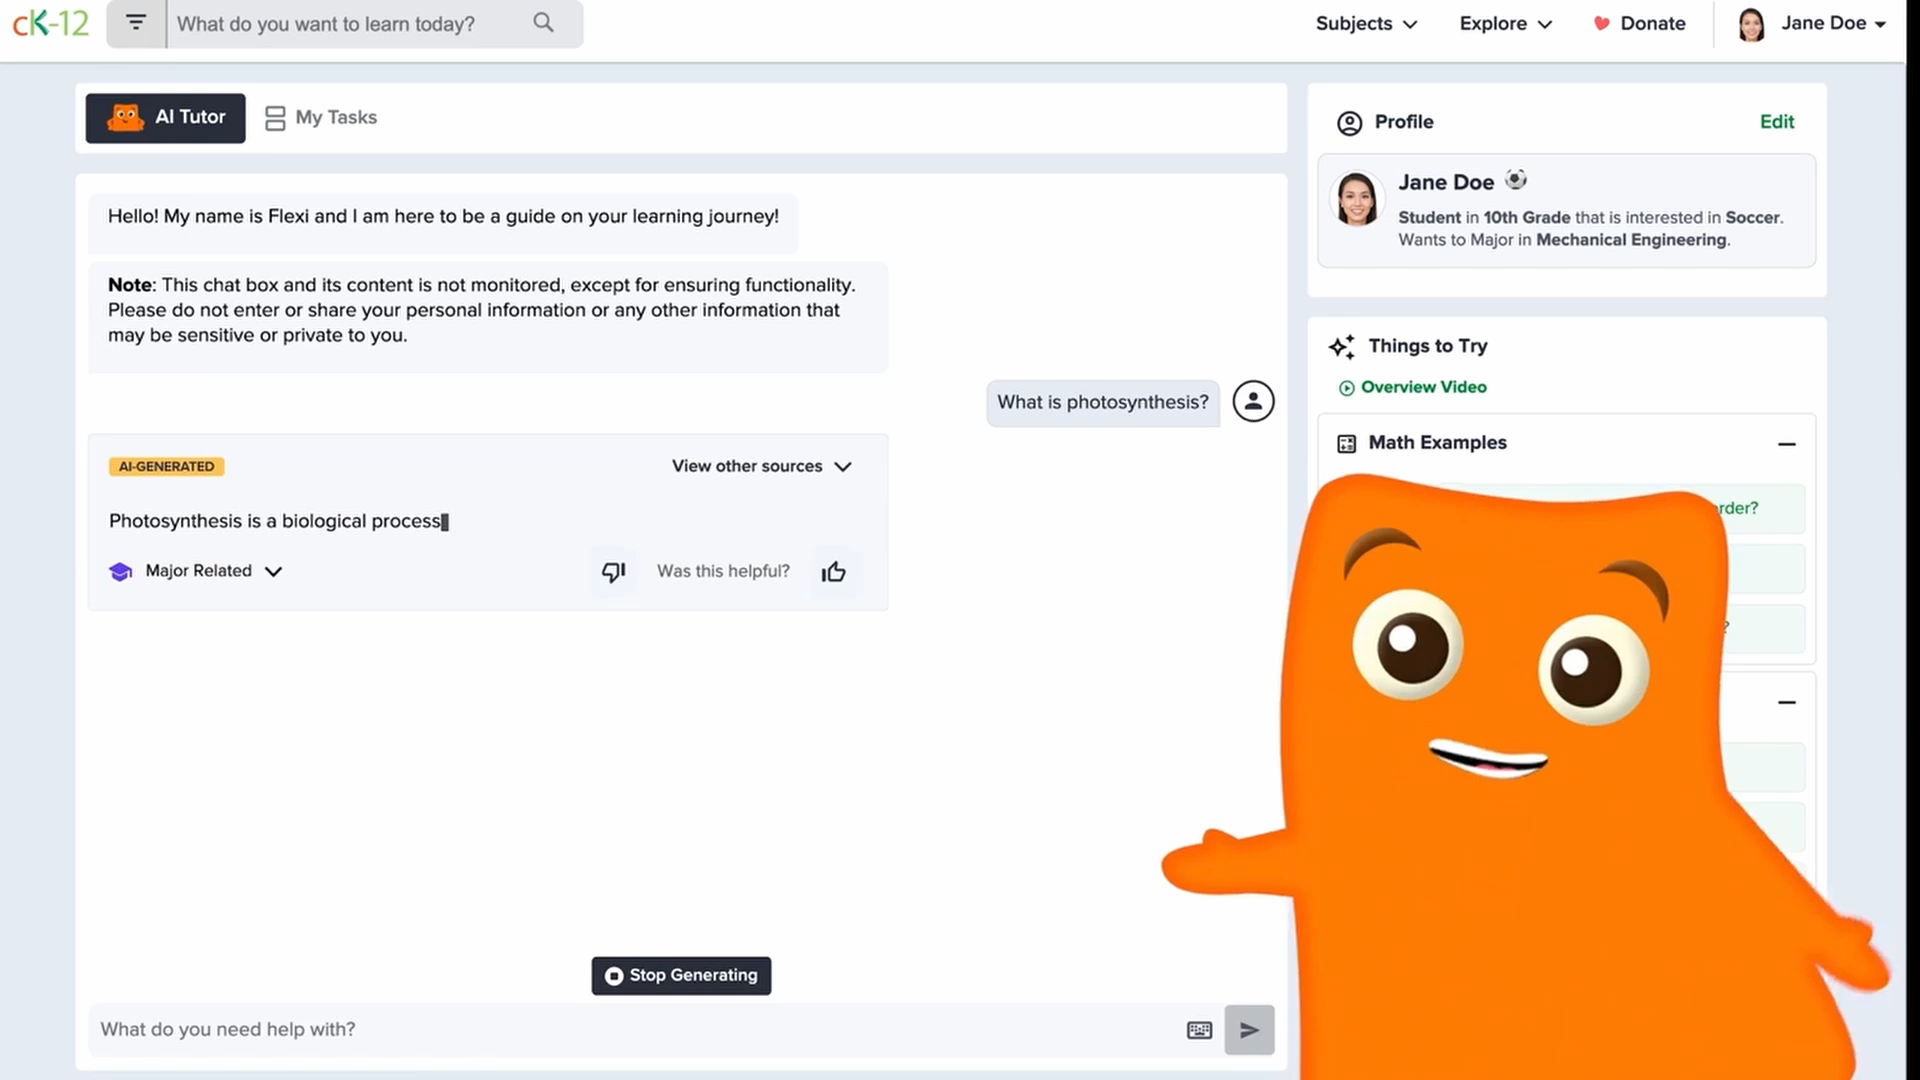 cK-12
What do you want to learn today?
Subjects
Explore
Donate
Jane Doe
AI Tutor
My Tasks
Hello! My name is Flexi and I am here to be a guide on your learning journey!
Note: This chat box and its content is not monitored, except for ensuring functionality.
Please do not enter or share your personal information or any other information that
may be sensitive or private to you.
What is photosynthesis?
AI-GENERATED
View other sources
Photosynthesis is a biological process
Major Related
Was this helpful?
Stop Generating
What do you need help with?
Profile
Edit
Jane Doe
Student in 10th Grade that is interested in Soccer.
Wants to Major in Mechanical Engineering.
Things to Try
Overview Video
Math Examples